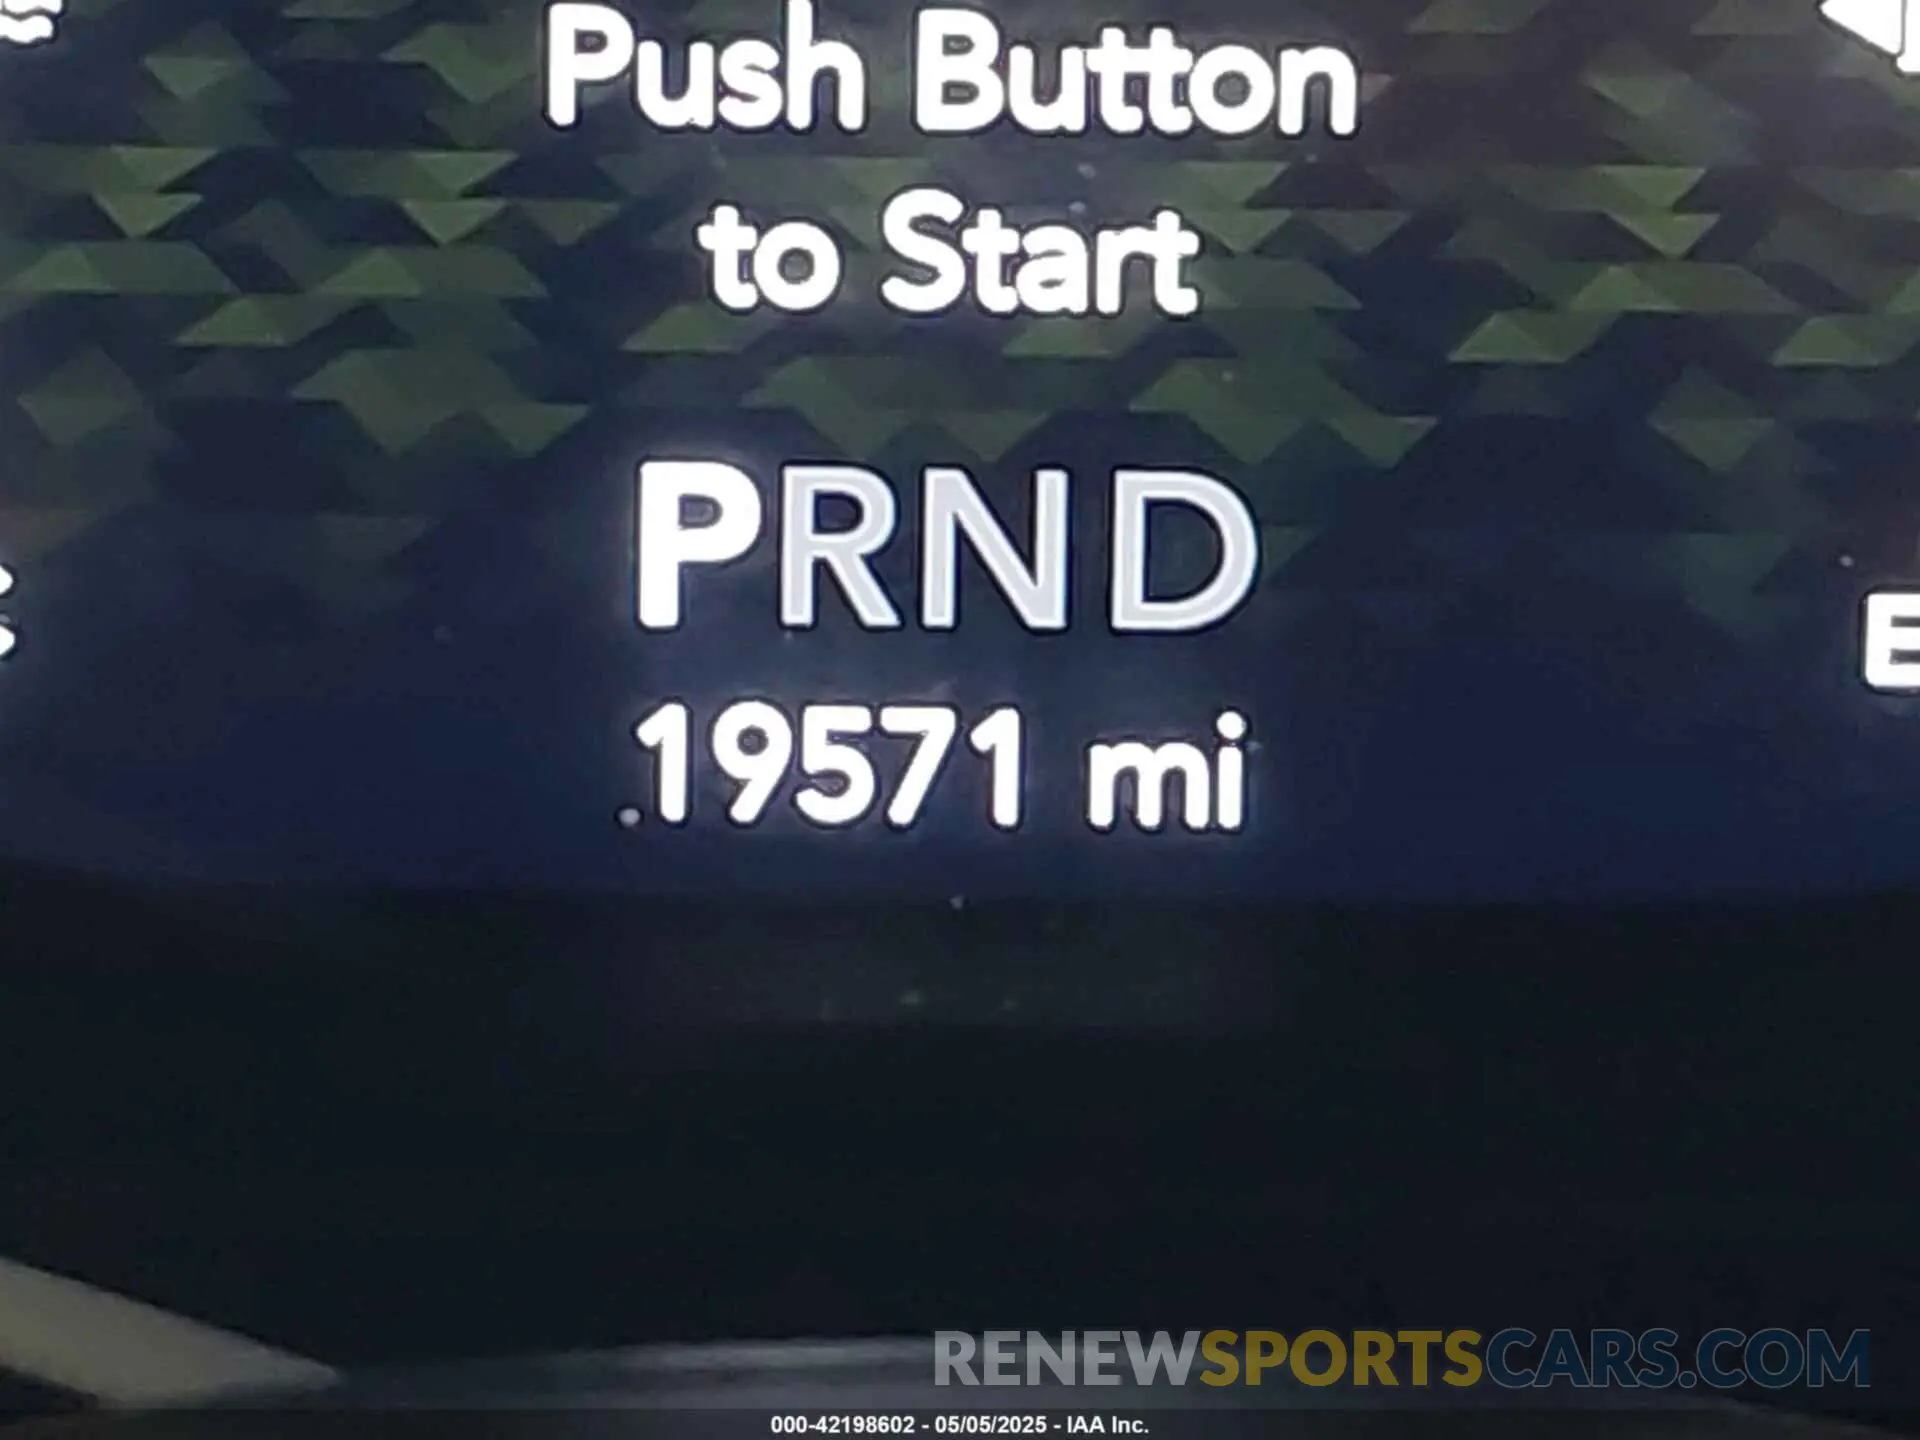 Push Button
to Start
PRND
19571 mi
E
RENEWSPORTSCARS.COM
000-42198602 - 05/05/2025 - IAA Inc.